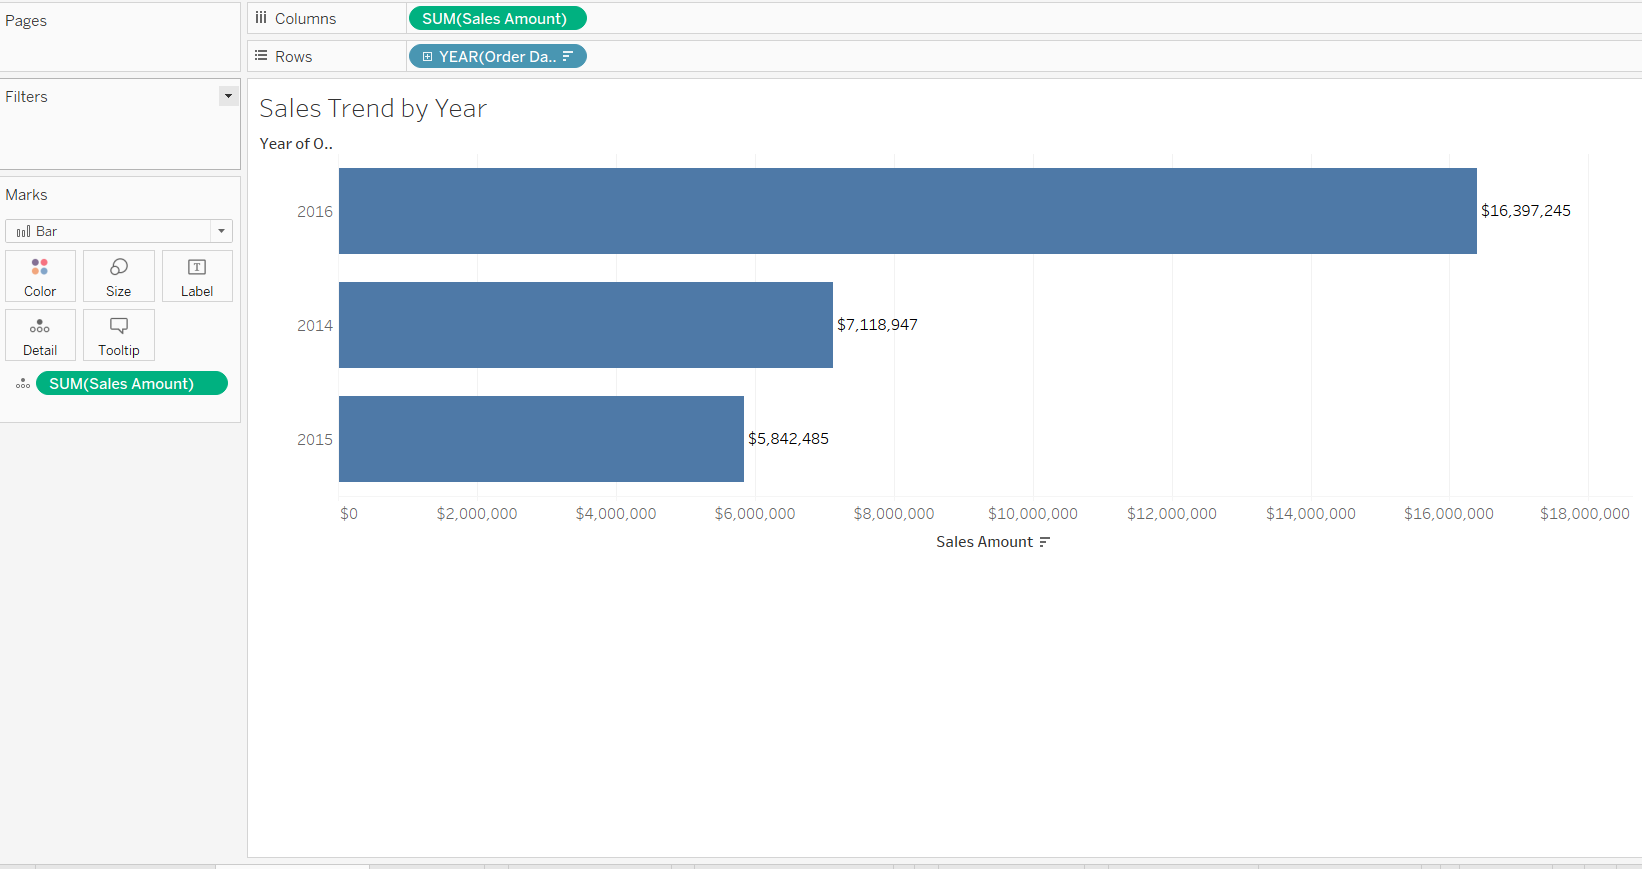 Pages
Columns SUM(Sales Amount)
Rows YEAR(Order Da..
Filters
Marks
Bar
Color Size Label
Detail Tooltip
SUM(Sales Amount)
Sales Trend by Year
Year of O..
2016 $16,397,245
2014 $7,118,947
2015 $5,842,485
$0 $2,000,000 $4,000,000 $6,000,000 $8,000,000 $10,000,000 $12,000,000 $14,000,000 $16,000,000 $18,000,000
Sales Amount